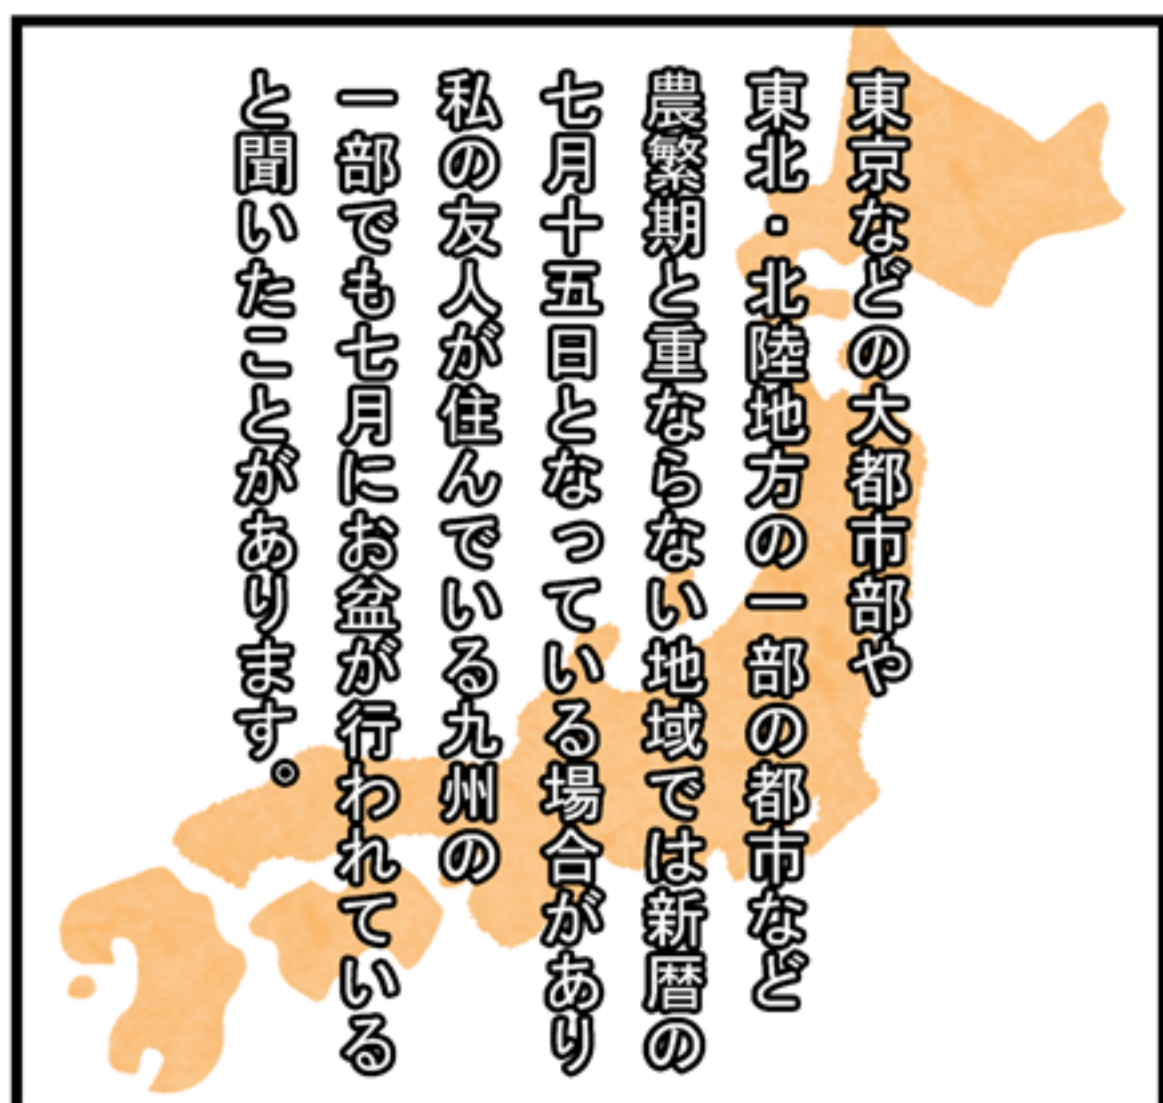 東京などの大都市部や
東北・北陸地方の一部の都市など
農繁期と重ならない地域では新暦の
七月十五日となっている場合があり
私の友人が住んでいる九州の
一部でも七月にお盆が行われている
と聞いたことがあります。